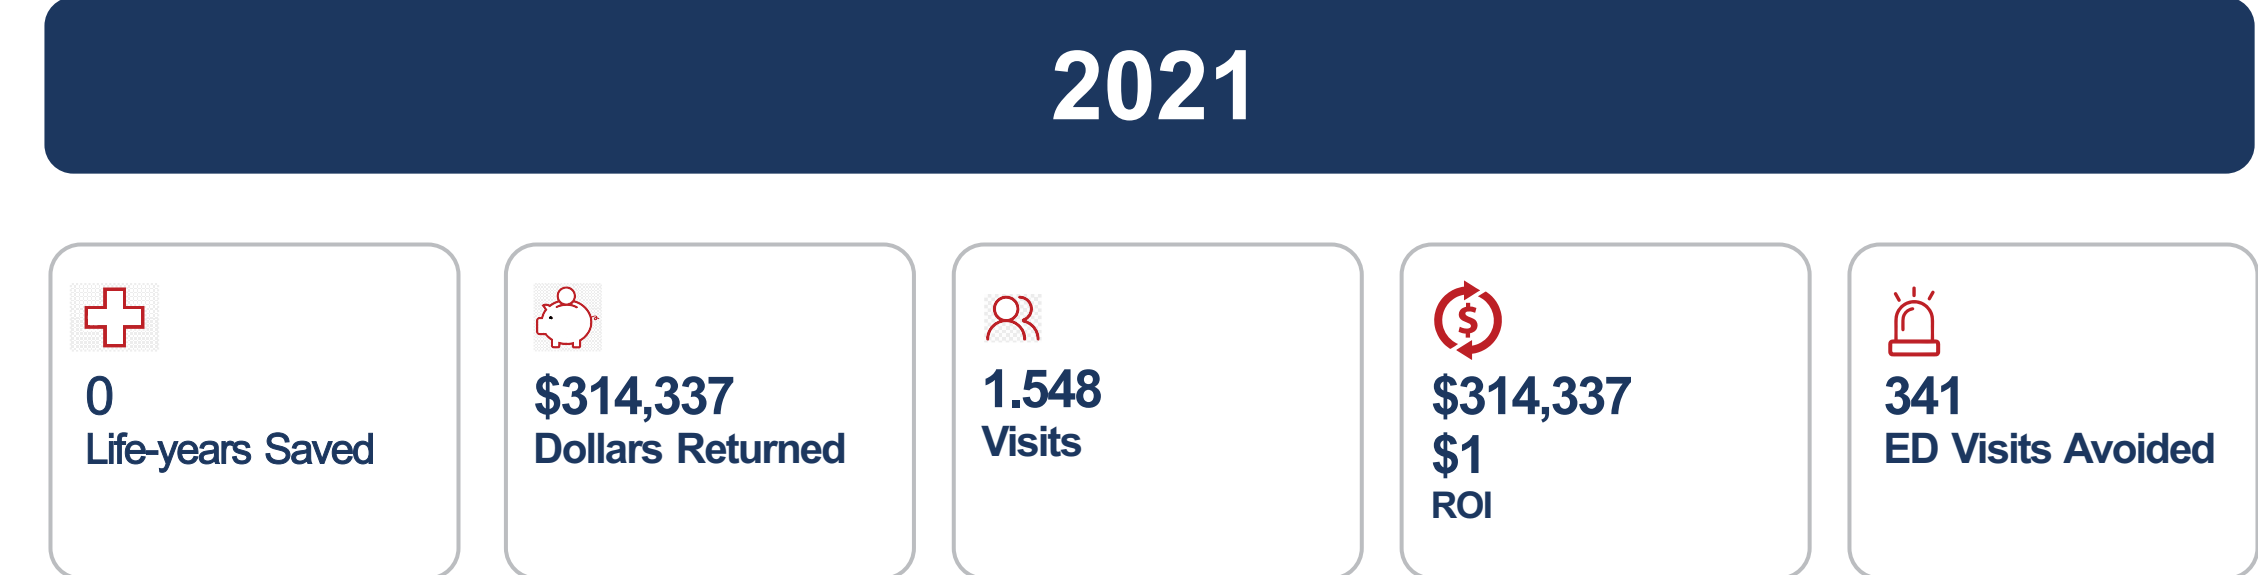 2021
0
Life-years Saved
$314,337
Dollars Returned
1.548
Visits
$314,337
$1
ROI
341
ED Visits Avoided